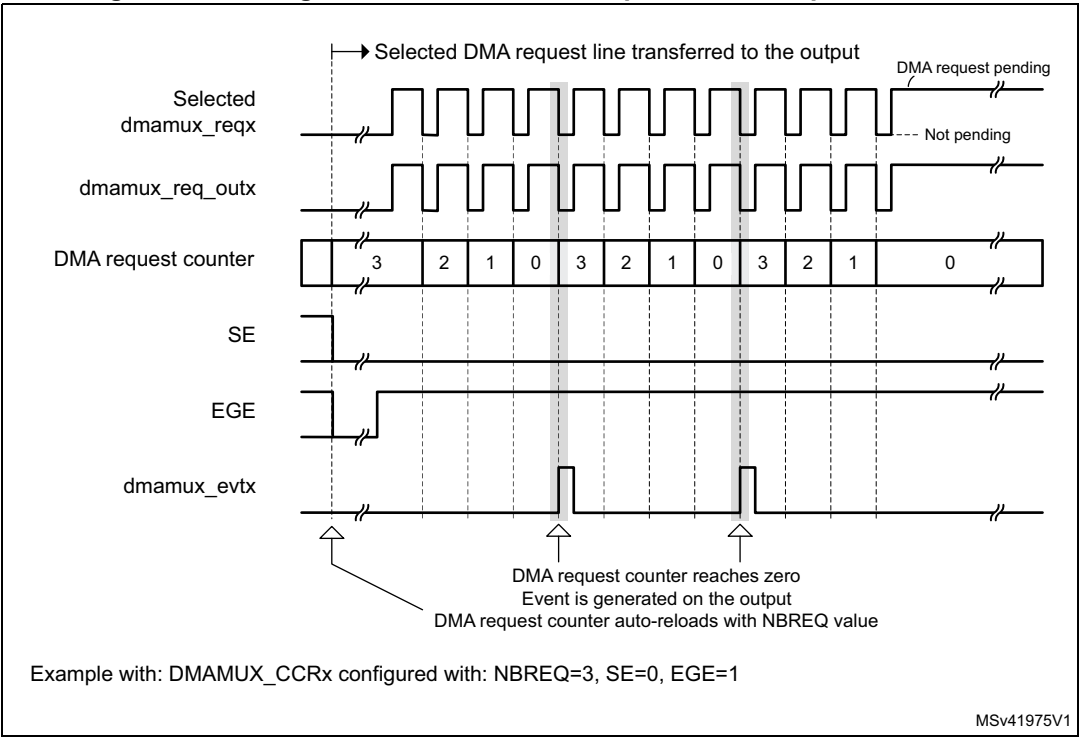 Selected DMA request line transferred to the output
DMA request pending
Selected
dmamux_reqx
Not pending
dmamux_req_outx
DMA request counter
3 2 1 0 3 2 1 0 3 2 1 0
SE
EGE
dmamux_evtx
DMA request counter reaches zero
Event is generated on the output
DMA request counter auto-reloads with NBREQ value
Example with: DMAMUX_CCRx configured with: NBREQ=3, SE=0, EGE=1
MSv41975V1